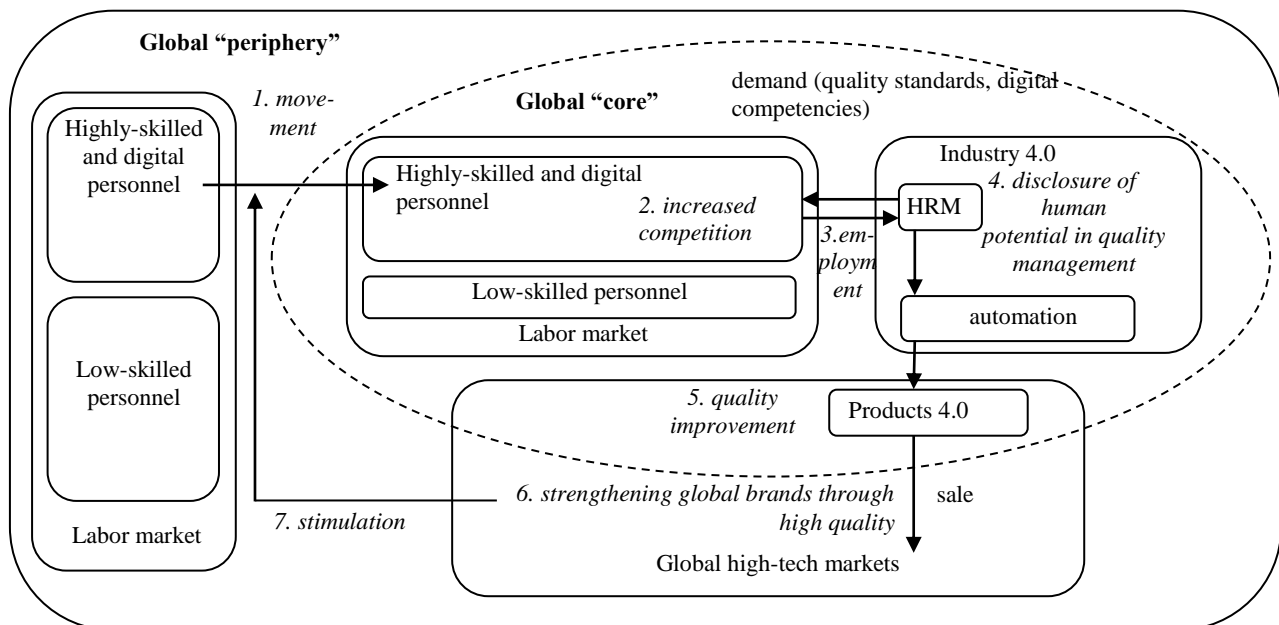 Global “periphery”
1. move-
ment
Highly-skilled
and digital
personnel
Low-skilled
personnel
Labor market
Global “core”
demand (quality standards, digital
competencies)
Highly-skilled and digital
personnel
2. increased
competition
Low-skilled personnel
Labor market
3.em-
ploym
ent
Industry 4.0
HRM
4. disclosure of
human
potential in quality
management
automation
5. quality
improvement
Products 4.0
6. strengthening global brands through
high quality
sale
7. stimulation
Global high-tech markets